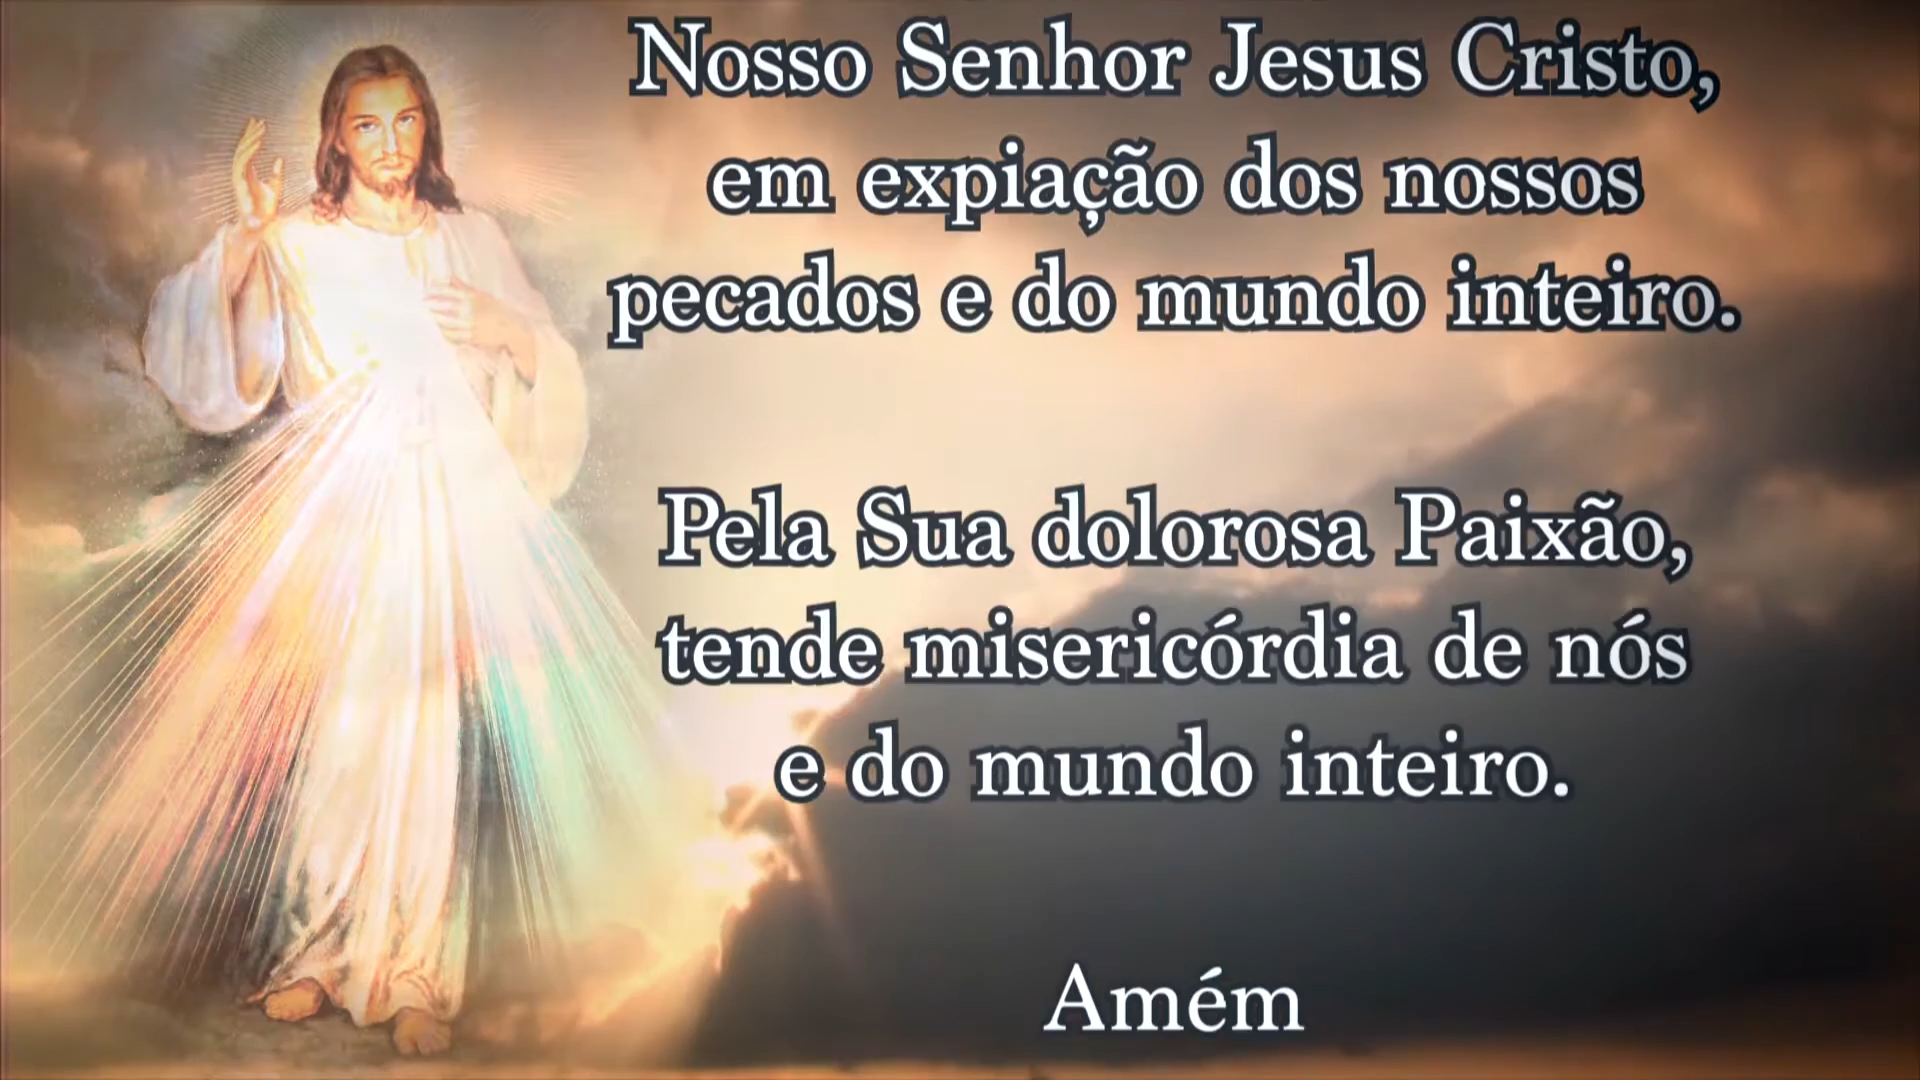 Nosso Senhor Jesus Cristo,
em expiação dos nossos
pecados e do mundo inteiro.
Pela Sua dolorosa Paixão,
tende misericórdia de nós
e do mundo inteiro.
Amém